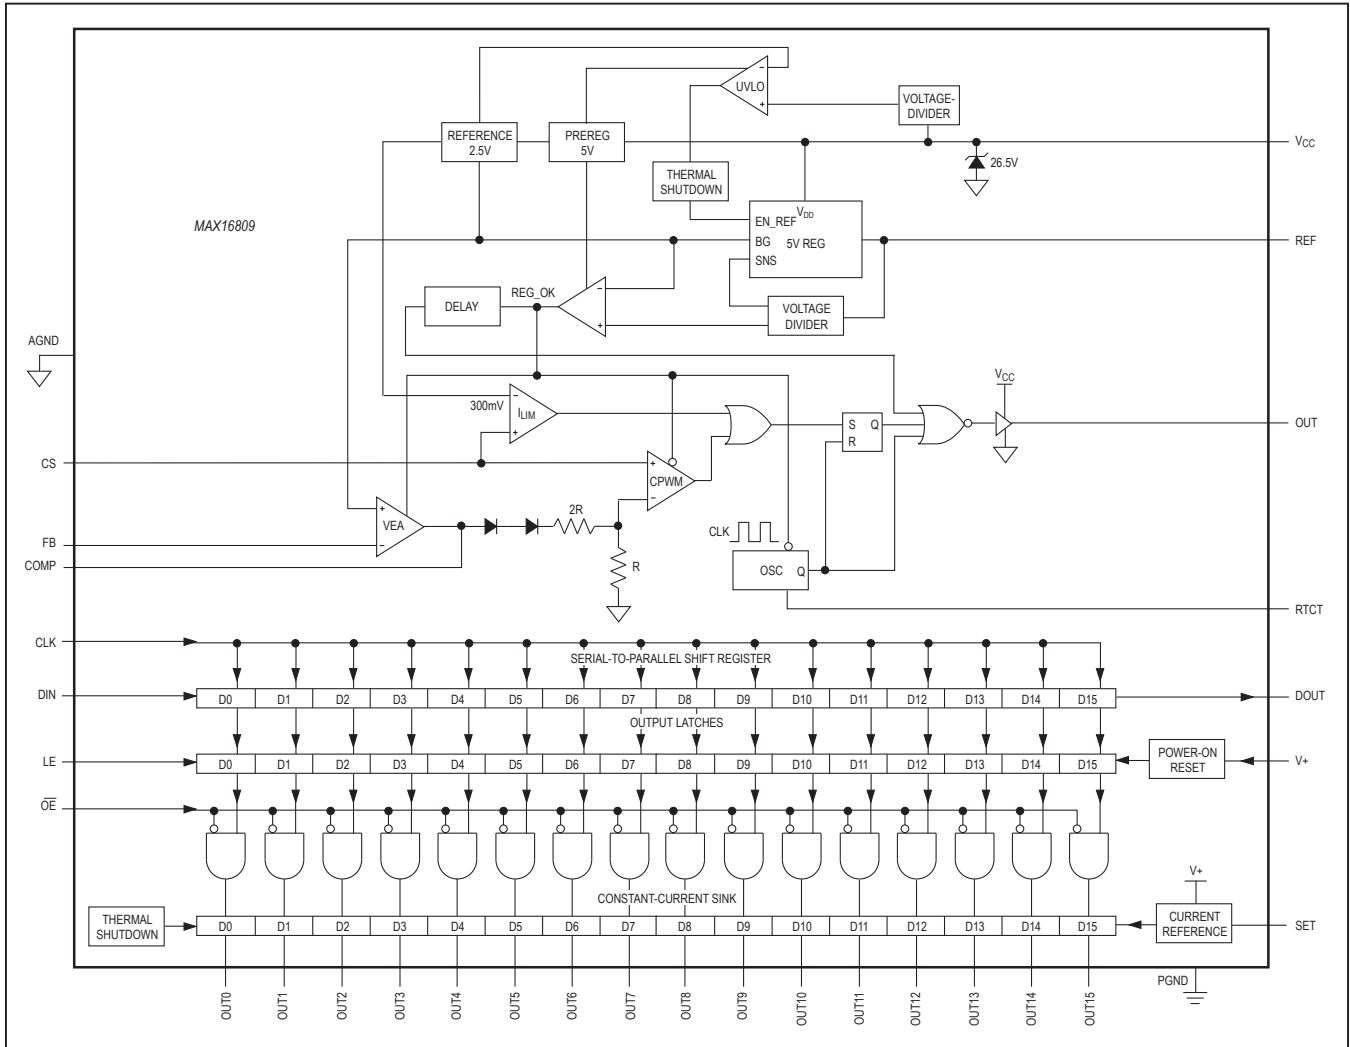 UVLO
−
+
VOLTAGE-
DIVIDER
REFERENCE
2.5V
PREREG
5V
VCC
THERMAL
SHUTDOWN
26.5V
VDD
EN_REF
MAX16809
BG
5V REG
REF
SNS
REG_OK
−
+
DELAY
VOLTAGE
DIVIDER
AGND
VCC
300mV
−
+
ILIM
S
Q
R
OUT
CS
+
−
CPWM
2R
+
−
VEA
FB
COMP
R
CLK
OSC
Q
RTCT
CLK
SERIAL-TO-PARALLEL SHIFT REGISTER
DIN
D0 D1 D2 D3 D4 D5 D6 D7 D8 D9 D10 D11 D12 D13 D14 D15
DOUT
OUTPUT LATCHES
LE
D0 D1 D2 D3 D4 D5 D6 D7 D8 D9 D10 D11 D12 D13 D14 D15
POWER-ON
RESET
V+
OE
CONSTANT-CURRENT SINK
V+
THERMAL
SHUTDOWN
D0 D1 D2 D3 D4 D5 D6 D7 D8 D9 D10 D11 D12 D13 D14 D15
CURRENT
REFERENCE
SET
PGND
OUT0
OUT1
OUT2
OUT3
OUT4
OUT5
OUT6
OUT7
OUT8
OUT9
OUT10
OUT11
OUT12
OUT13
OUT14
OUT15